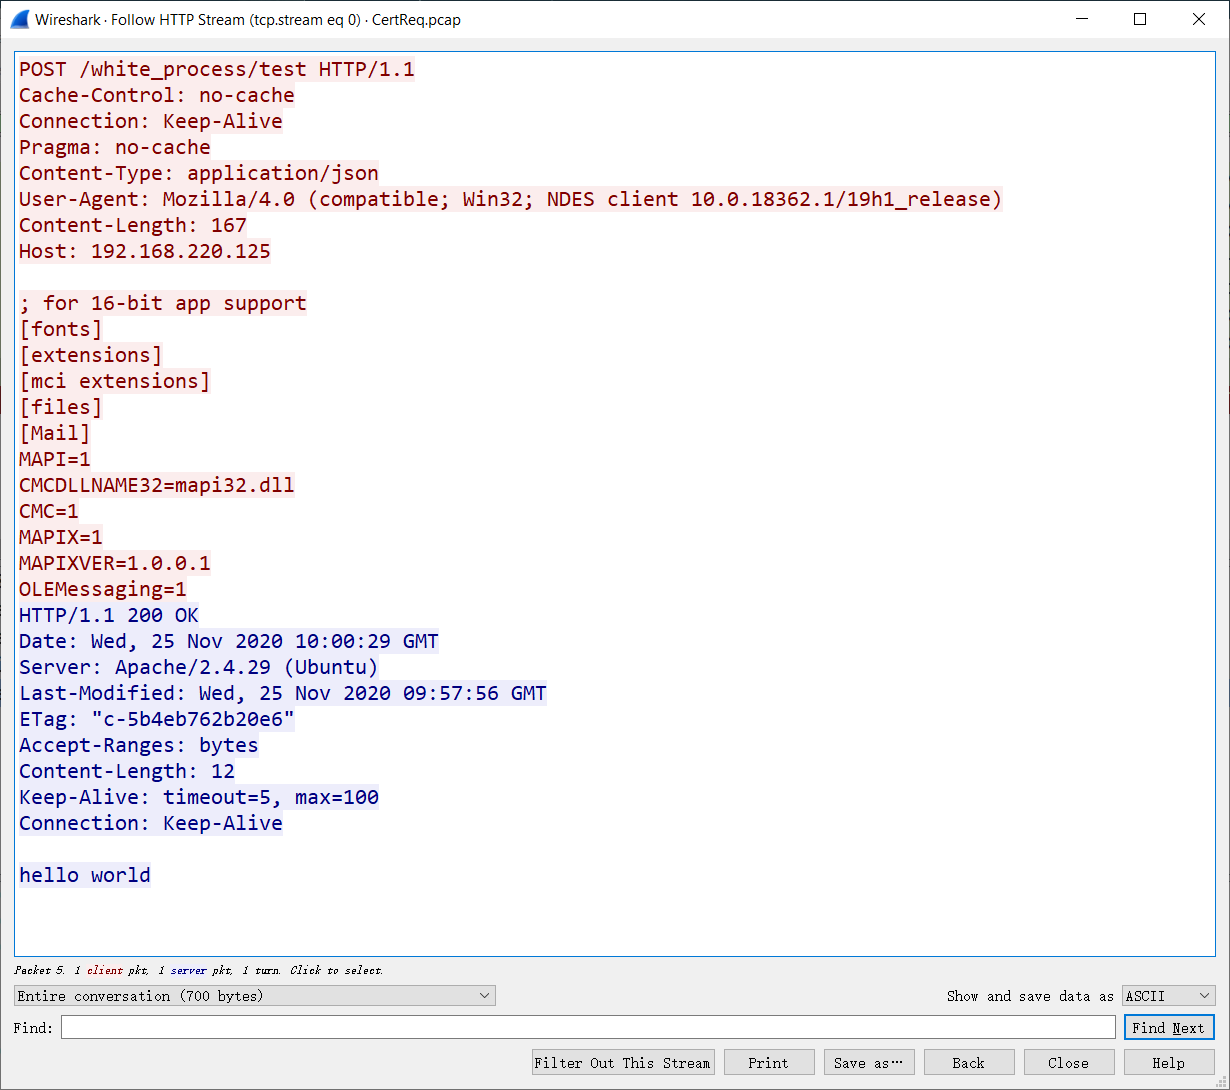 Wireshark · Follow HTTP Stream (tcp.stream eq 0) · CertReq.pcap
POST /white_process/test HTTP/1.1
Cache-Control: no-cache
Connection: Keep-Alive
Pragma: no-cache
Content-Type: application/json
User-Agent: Mozilla/4.0 (compatible; Win32; NDES client 10.0.18362.1/19h1_release)
Content-Length: 167
Host: 192.168.220.125
; for 16-bit app support
[fonts]
[extensions]
[mci extensions]
[files]
[Mail]
MAPI=1
CMCDLLNAME32=mapi32.dll
CMC=1
MAPIX=1
MAPIXVER=1.0.0.1
OLEMessaging=1
HTTP/1.1 200 OK
Date: Wed, 25 Nov 2020 10:00:29 GMT
Server: Apache/2.4.29 (Ubuntu)
Last-Modified: Wed, 25 Nov 2020 09:57:56 GMT
ETag: "c-5b4eb762b20e6"
Accept-Ranges: bytes
Content-Length: 12
Keep-Alive: timeout=5, max=100
Connection: Keep-Alive
hello world
Packet 5. 1 client pkt, 1 server pkt, 1 turn. Click to select.
Entire conversation (700 bytes)
Show and save data as ASCII
Find:
Find Next
Filter Out This Stream
Print
Save as…
Back
Close
Help